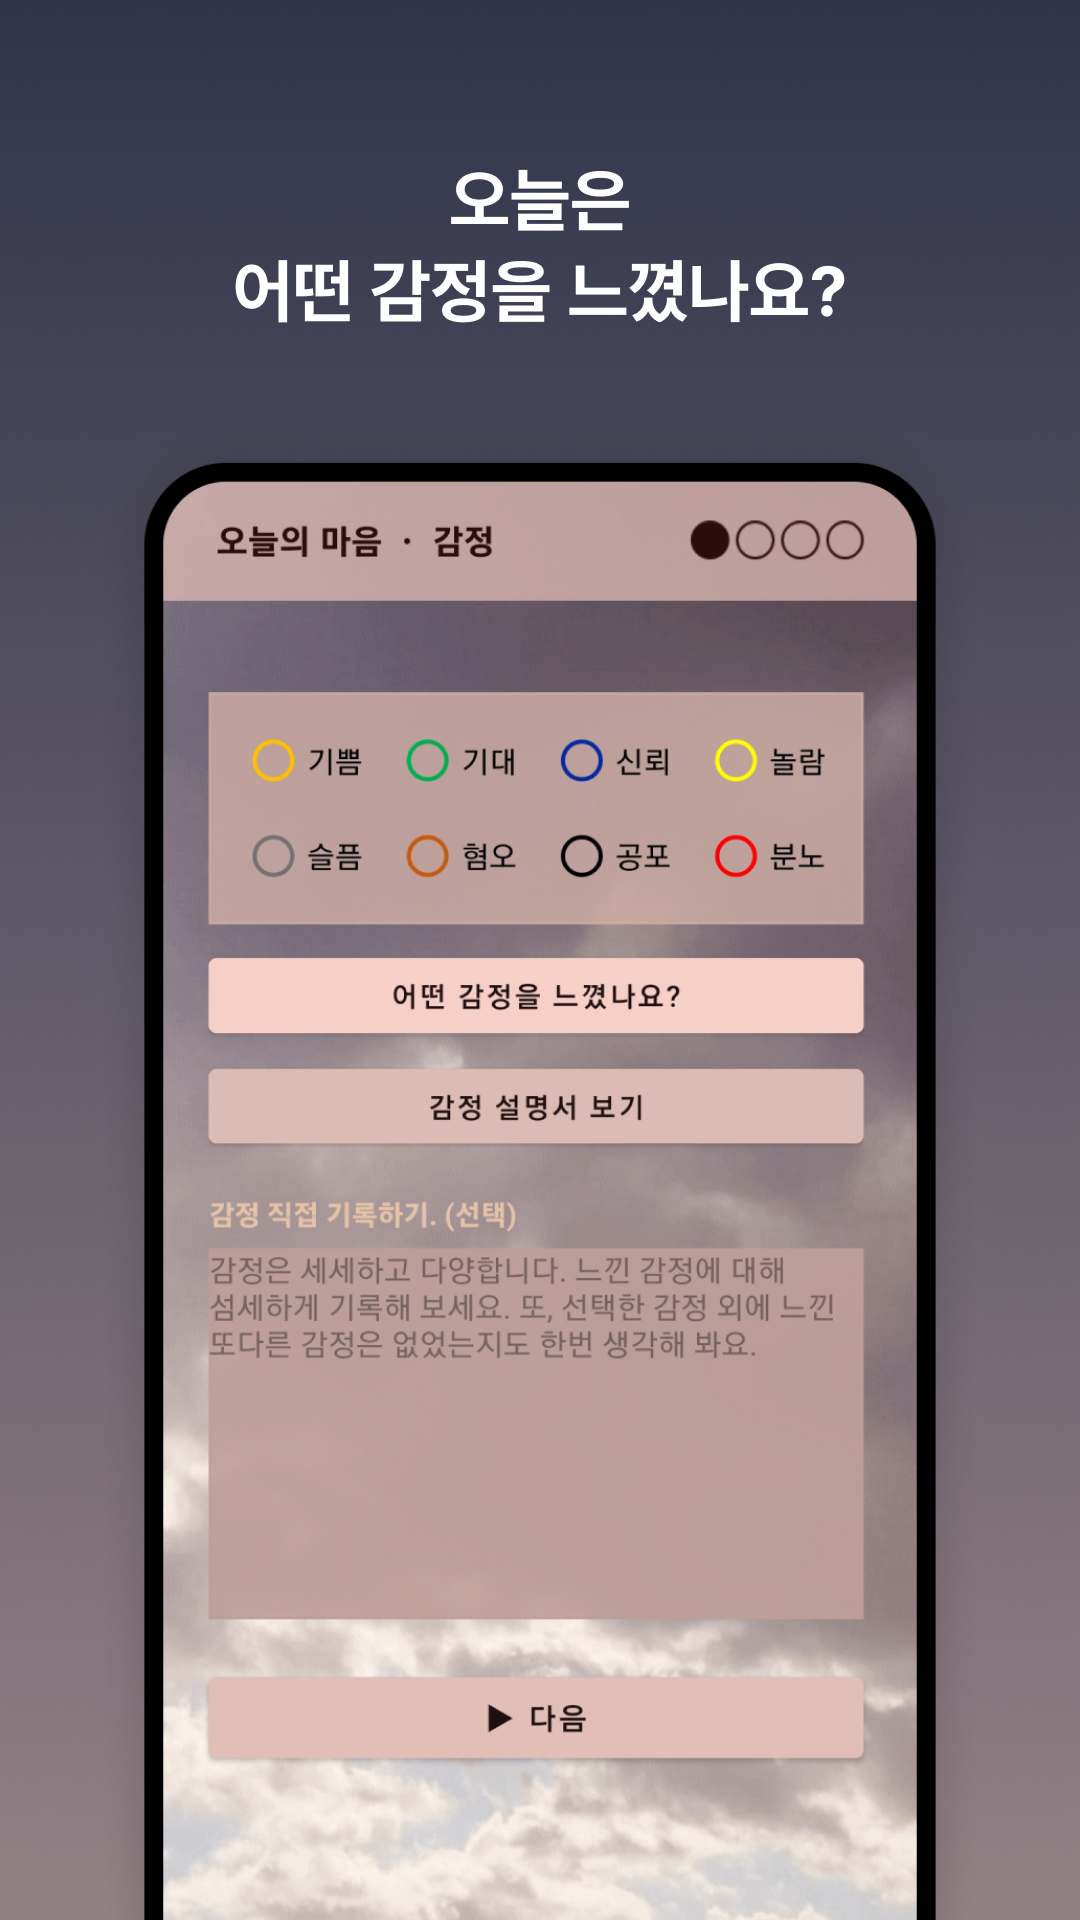 오늘은
어떤 감정을 느꼈나요?
오늘의 마음 · 감정
기쁨 기대 신뢰 놀람
슬픔 혐오 공포 분노
어떤 감정을 느꼈나요?
감정 설명서 보기
감정 직접 기록하기. (선택)
감정은 세세하고 다양합니다. 느낀 감정에 대해
섬세하게 기록해 보세요. 또, 선택한 감정 외에 느낀
또다른 감정은 없었는지도 한번 생각해 봐요.
▶ 다음